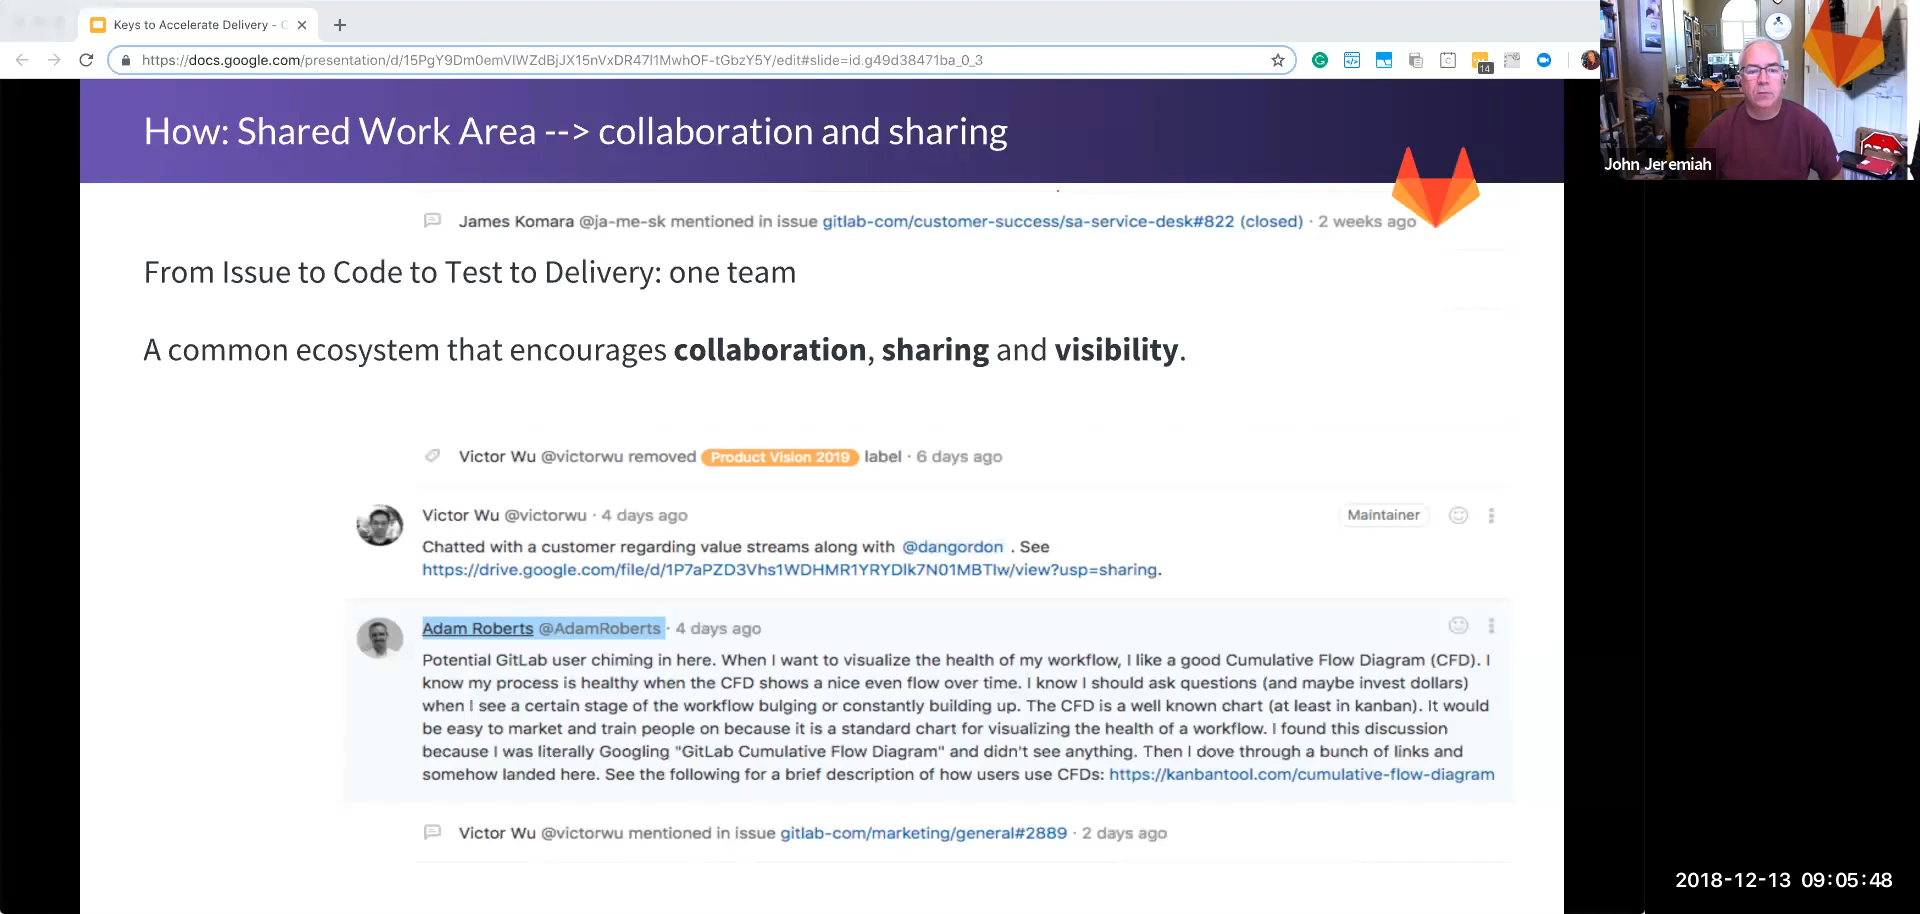 Keys to Accelerate Delivery - C
https://docs.google.com/presentation/d/15PgY9Dm0emVIWZdBjJX15nVxDR47I1MwhOF-tGbzY5Y/edit#slide=id.g49d38471ba_0_3
14
John Jeremiah
How: Shared Work Area --> collaboration and sharing
James Komara @ja-me-sk mentioned in issue gitlab-com/customer-success/sa-service-desk#822 (closed) · 2 weeks ago
From Issue to Code to Test to Delivery: one team
A common ecosystem that encourages collaboration, sharing and visibility.
Victor Wu @victorwu removed Product Vision 2019 label · 6 days ago
Victor Wu @victorwu · 4 days ago Maintainer
Chatted with a customer regarding value streams along with @dangordon . See
https://drive.google.com/file/d/1P7aPZD3Vhs1WDHMR1YRYDlk7N01MBTIw/view?usp=sharing.
Adam Roberts @AdamRoberts · 4 days ago
Potential GitLab user chiming in here. When I want to visualize the health of my workflow, I like a good Cumulative Flow Diagram (CFD). I
know my process is healthy when the CFD shows a nice even flow over time. I know I should ask questions (and maybe invest dollars)
when I see a certain stage of the workflow bulging or constantly building up. The CFD is a well known chart (at least in kanban). It would
be easy to market and train people on because it is a standard chart for visualizing the health of a workflow. I found this discussion
because I was literally Googling "GitLab Cumulative Flow Diagram" and didn't see anything. Then I dove through a bunch of links and
somehow landed here. See the following for a brief description of how users use CFDs: https://kanbantool.com/cumulative-flow-diagram
Victor Wu @victorwu mentioned in issue gitlab-com/marketing/general#2889 · 2 days ago
2018-12-13 09:05:48